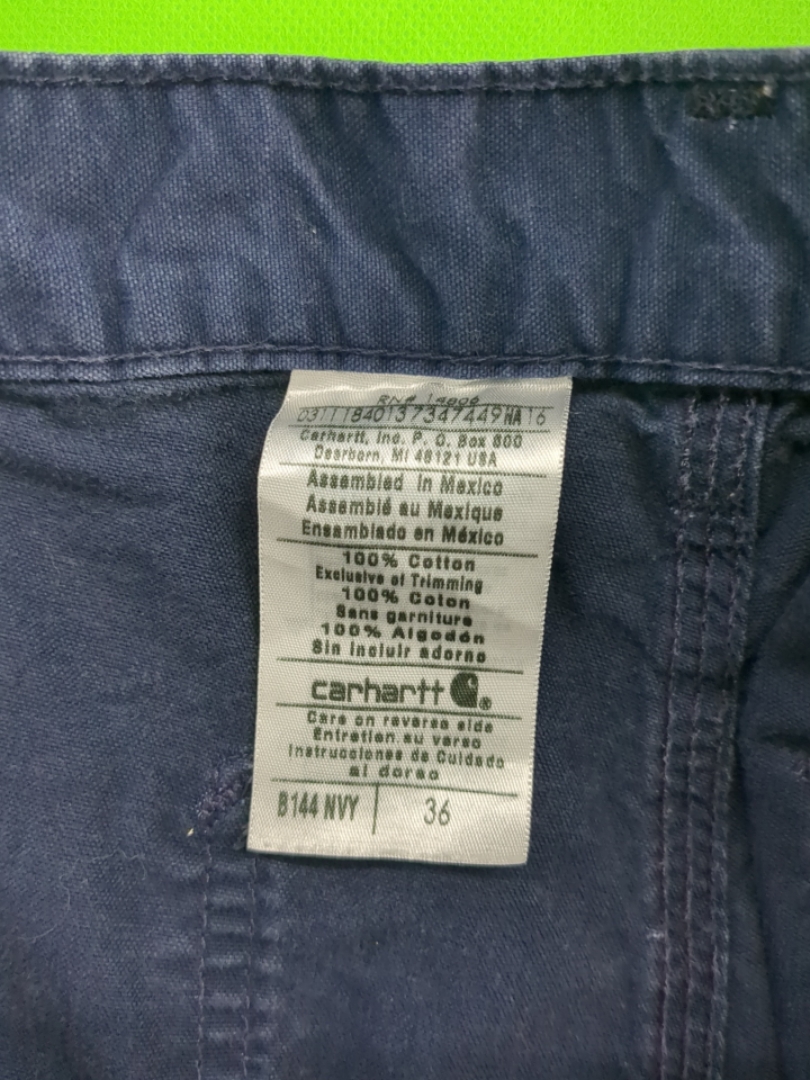 RN# 14806
D3111840137347449HA16
Carhartt, Inc. P. O. Box 600
Dearborn, MI 48121 USA
Assembled in Mexico
Assemblé au Mexique
Ensamblado en México
100% Cotton
Exclusive of Trimming
100% Coton
Sans garniture
100% Algodón
Sin incluir adorno
carhartt ®
Care on reverse side
Entretien au verso
Instrucciones de Cuidado
al dorso
B144 NVY 36